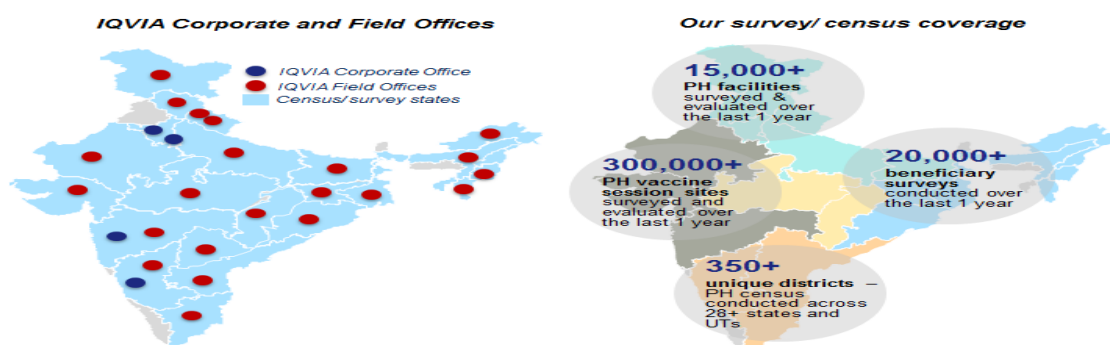 IQVIA Corporate and Field Offices
IQVIA Corporate Office
IQVIA Field Offices
Census/survey states
Our survey/ census coverage
15,000+
PH facilities
surveyed &
evaluated over
the last 1 year
300,000+
PH vaccine
session sites
surveyed and
evaluated over
the last 1 year
20,000+
beneficiary
surveys
conducted over
the last 1 year
350+
unique districts –
PH census
conducted across
28+ states and
UTs